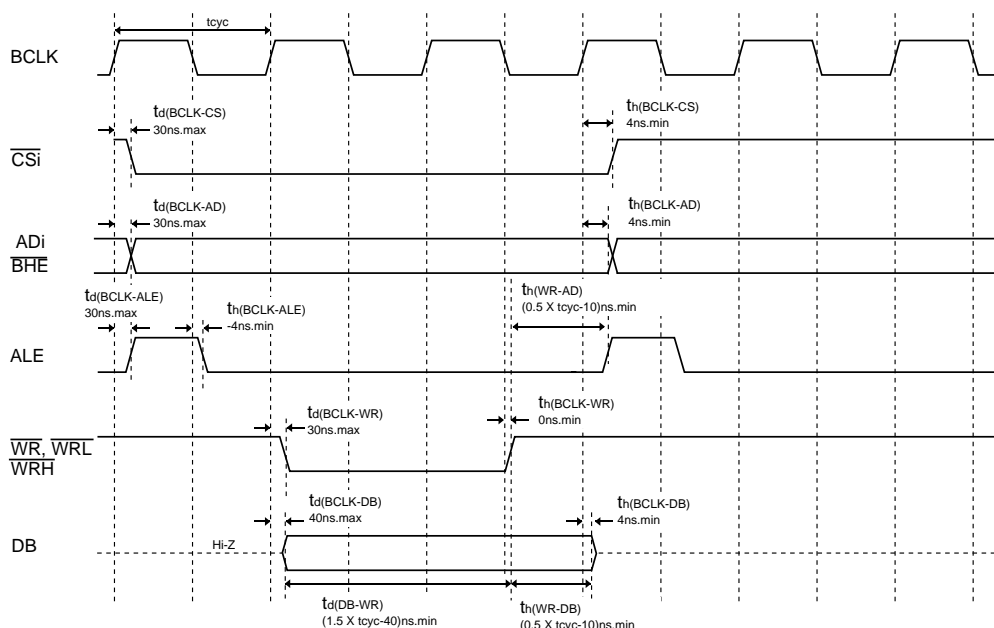 tcyc
BCLK
td(BCLK-CS)
30ns.max
th(BCLK-CS)
4ns.min
CSi
td(BCLK-AD)
30ns.max
th(BCLK-AD)
4ns.min
ADi
BHE
td(BCLK-ALE)
30ns.max
th(BCLK-ALE)
-4ns.min
th(WR-AD)
(0.5 X tcyc-10)ns.min
ALE
td(BCLK-WR)
30ns.max
th(BCLK-WR)
0ns.min
WR, WRL
WRH
td(BCLK-DB)
40ns.max
th(BCLK-DB)
4ns.min
DB
Hi-Z
td(DB-WR)
(1.5 X tcyc-40)ns.min
th(WR-DB)
(0.5 X tcyc-10)ns.min